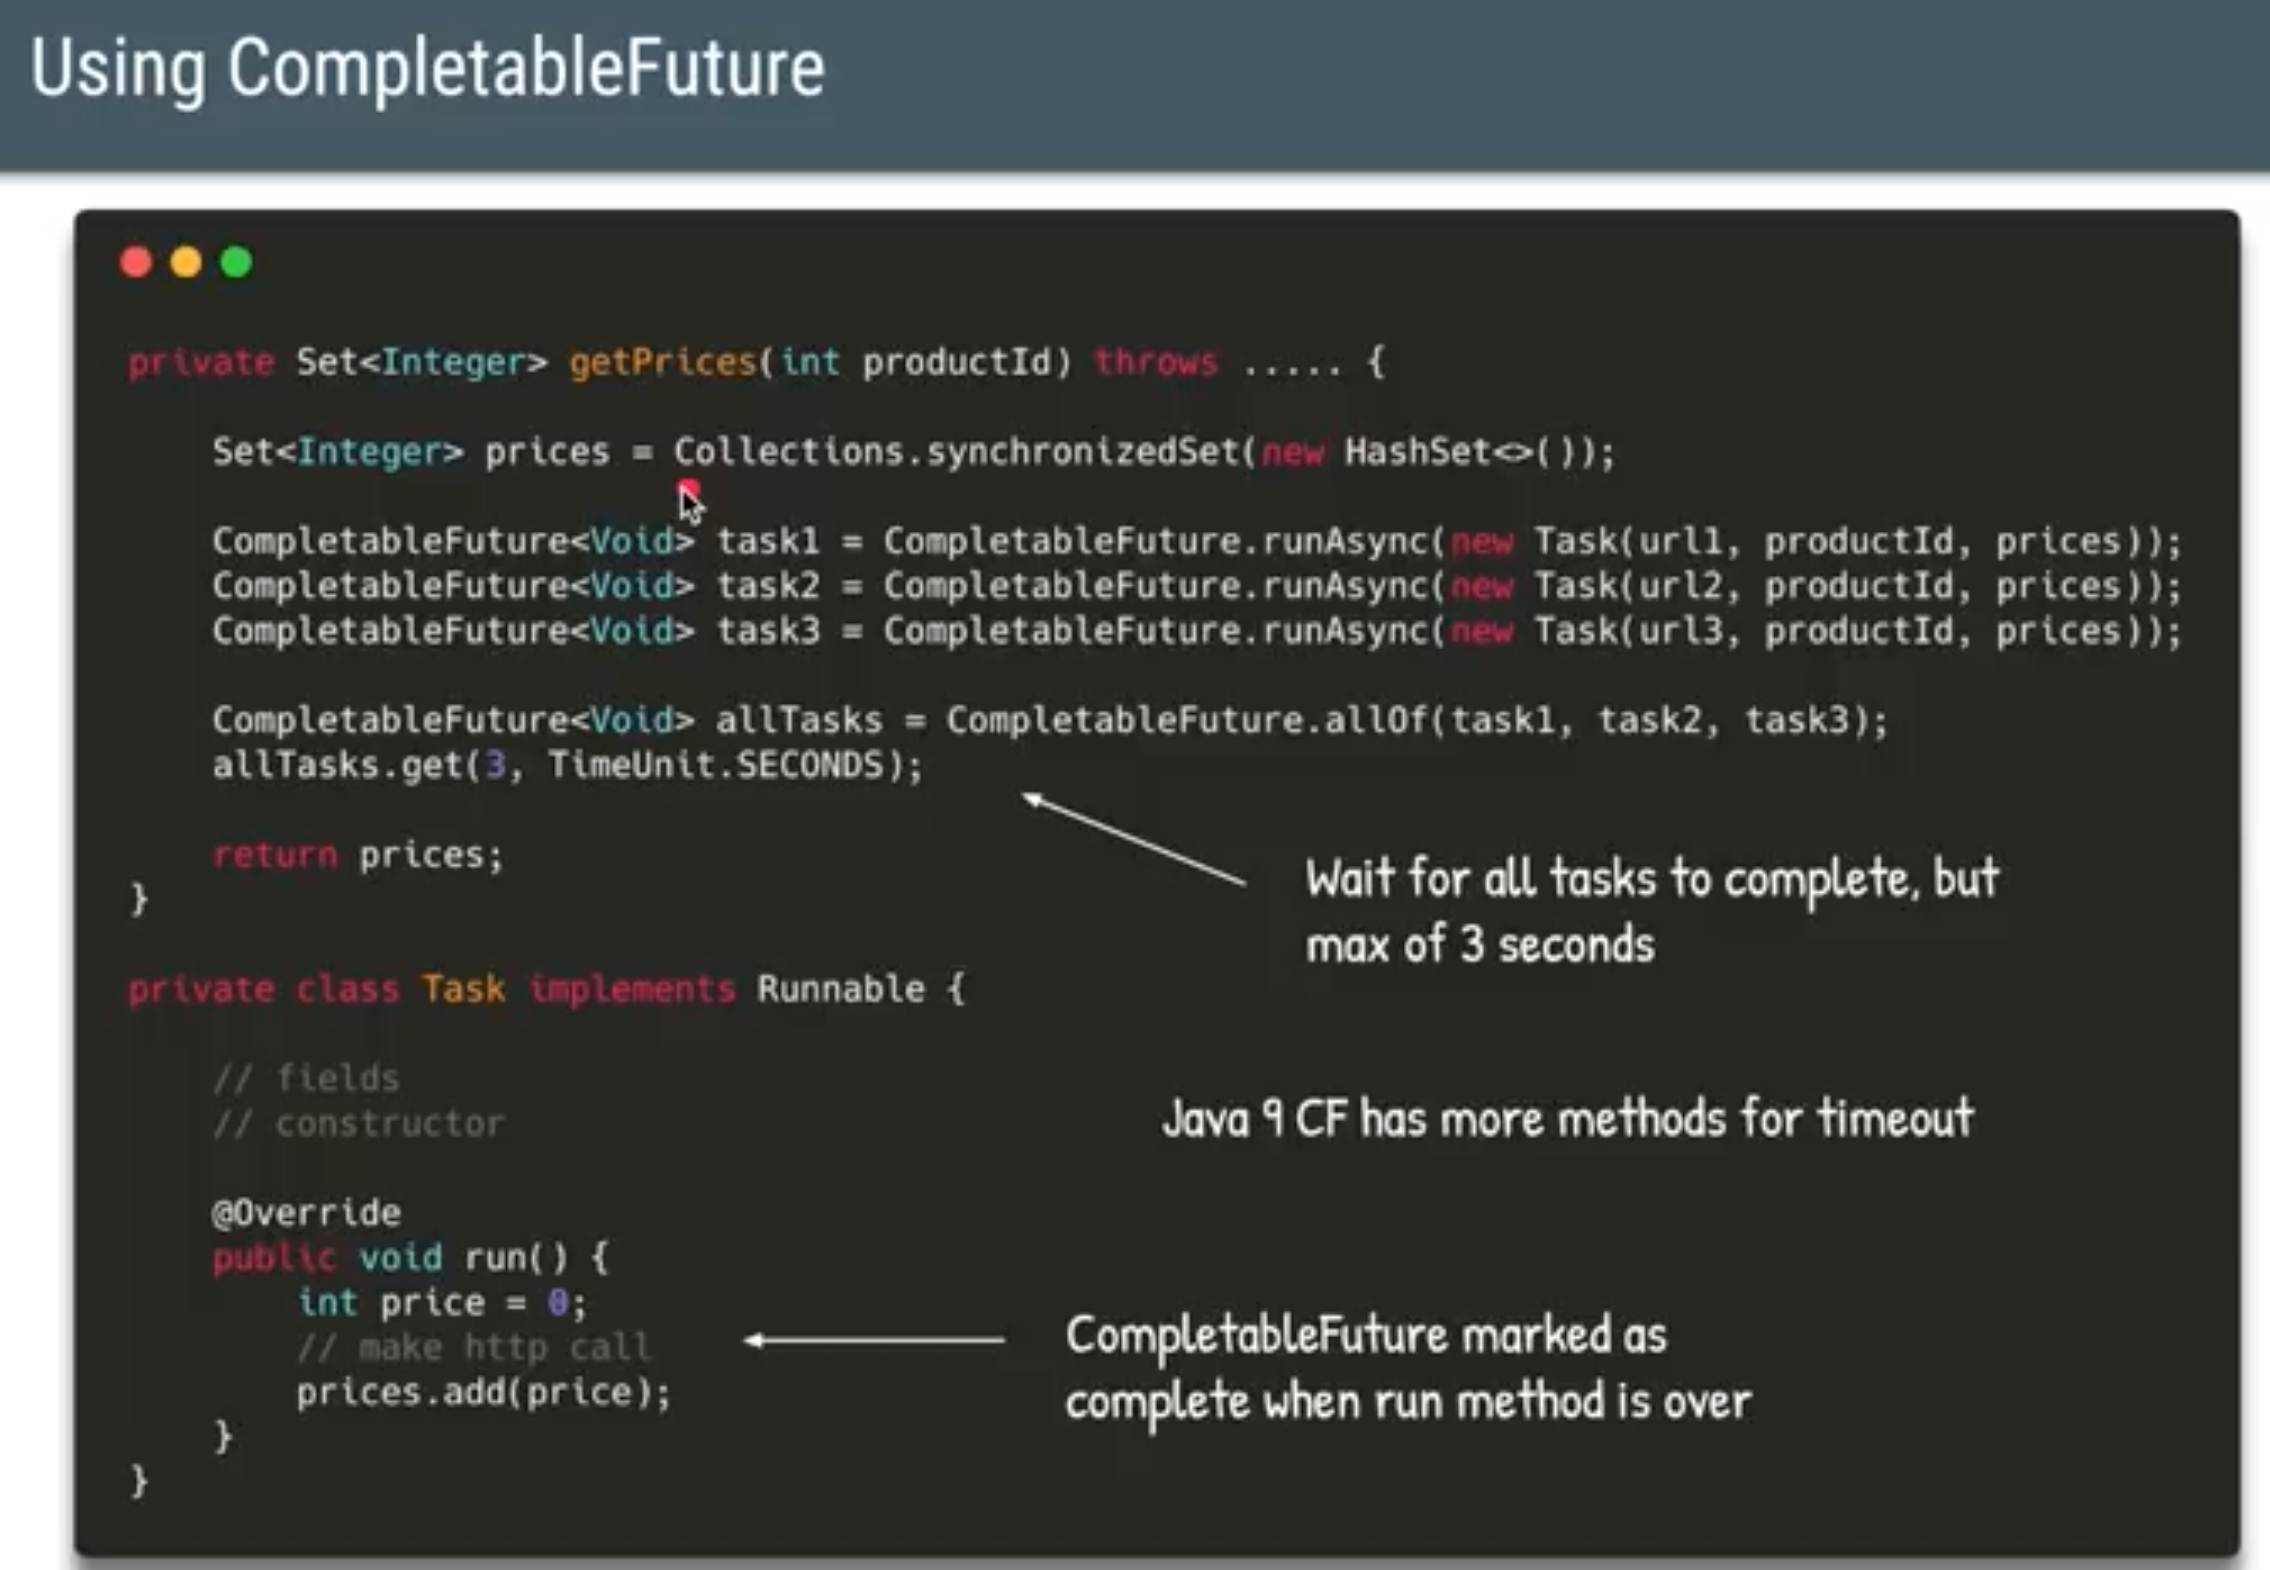 Using CompletableFuture
private Set<Integer> getPrices(int productId) throws ..... {
Set<Integer> prices = Collections.synchronizedSet(new HashSet<>());
CompletableFuture<Void> task1 = CompletableFuture.runAsync(new Task(url1, productId, prices));
CompletableFuture<Void> task2 = CompletableFuture.runAsync(new Task(url2, productId, prices));
CompletableFuture<Void> task3 = CompletableFuture.runAsync(new Task(url3, productId, prices));
CompletableFuture<Void> allTasks = CompletableFuture.allOf(task1, task2, task3);
allTasks.get(3, TimeUnit.SECONDS);
return prices;
}
Wait for all tasks to complete, but
max of 3 seconds
private class Task implements Runnable {
// fields
// constructor
Java 9 CF has more methods for timeout
@Override
public void run() {
int price = 0;
// make http call
prices.add(price);
}
}
CompletableFuture marked as
complete when run method is over